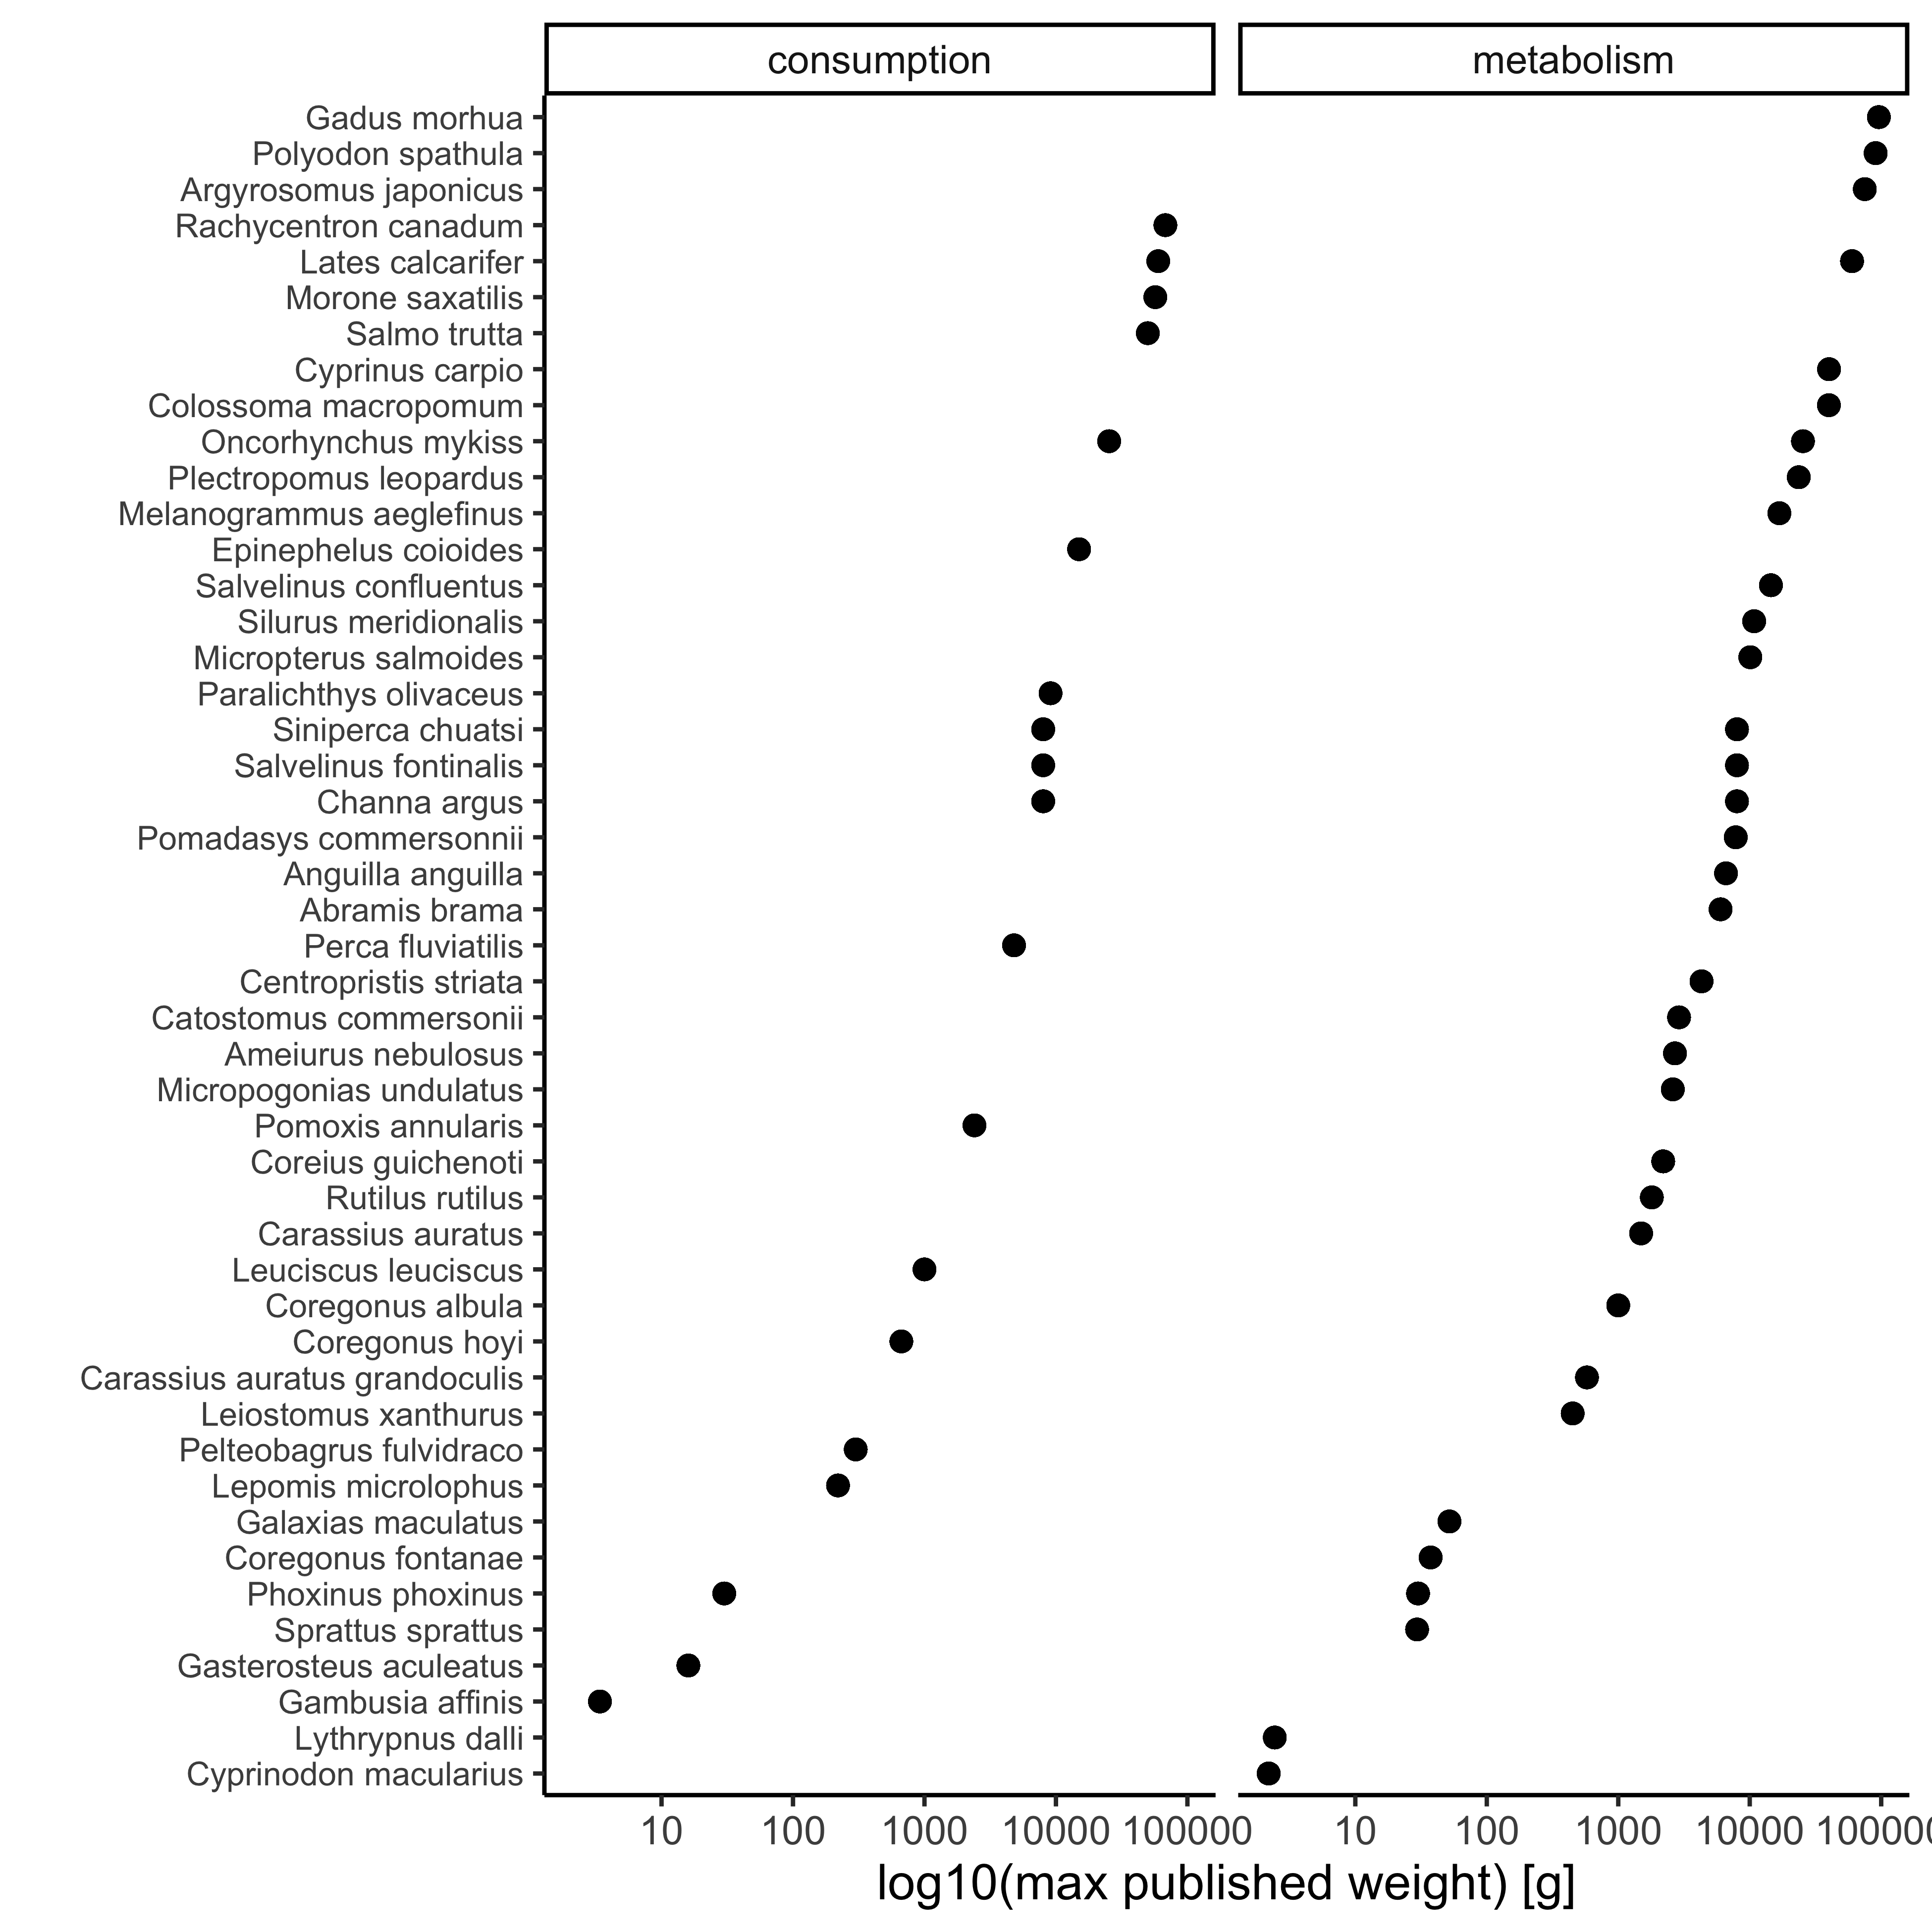 consumption metabolism
Gadus morhua
Polyodon spathula
Argyrosomus japonicus
Rachycentron canadum
Lates calcarifer
Morone saxatilis
Salmo trutta
Cyprinus carpio
Colossoma macropomum
Oncorhynchus mykiss
Plectropomus leopardus
Melanogrammus aeglefinus
Epinephelus coioides
Salvelinus confluentus
Silurus meridionalis
Micropterus salmoides
Paralichthys olivaceus
Siniperca chuatsi
Salvelinus fontinalis
Channa argus
Pomadasys commersonnii
Anguilla anguilla
Abramis brama
Perca fluviatilis
Centropristis striata
Catostomus commersonii
Ameiurus nebulosus
Micropogonias undulatus
Pomoxis annularis
Coreius guichenoti
Rutilus rutilus
Carassius auratus
Leuciscus leuciscus
Coregonus albula
Coregonus hoyi
Carassius auratus grandoculis
Leiostomus xanthurus
Pelteobagrus fulvidraco
Lepomis microlophus
Galaxias maculatus
Coregonus fontanae
Phoxinus phoxinus
Sprattus sprattus
Gasterosteus aculeatus
Gambusia affinis
Lythrypnus dalli
Cyprinodon macularius
10 100 1000 10000 100000 10 100 1000 10000 100000
log10(max published weight) [g]